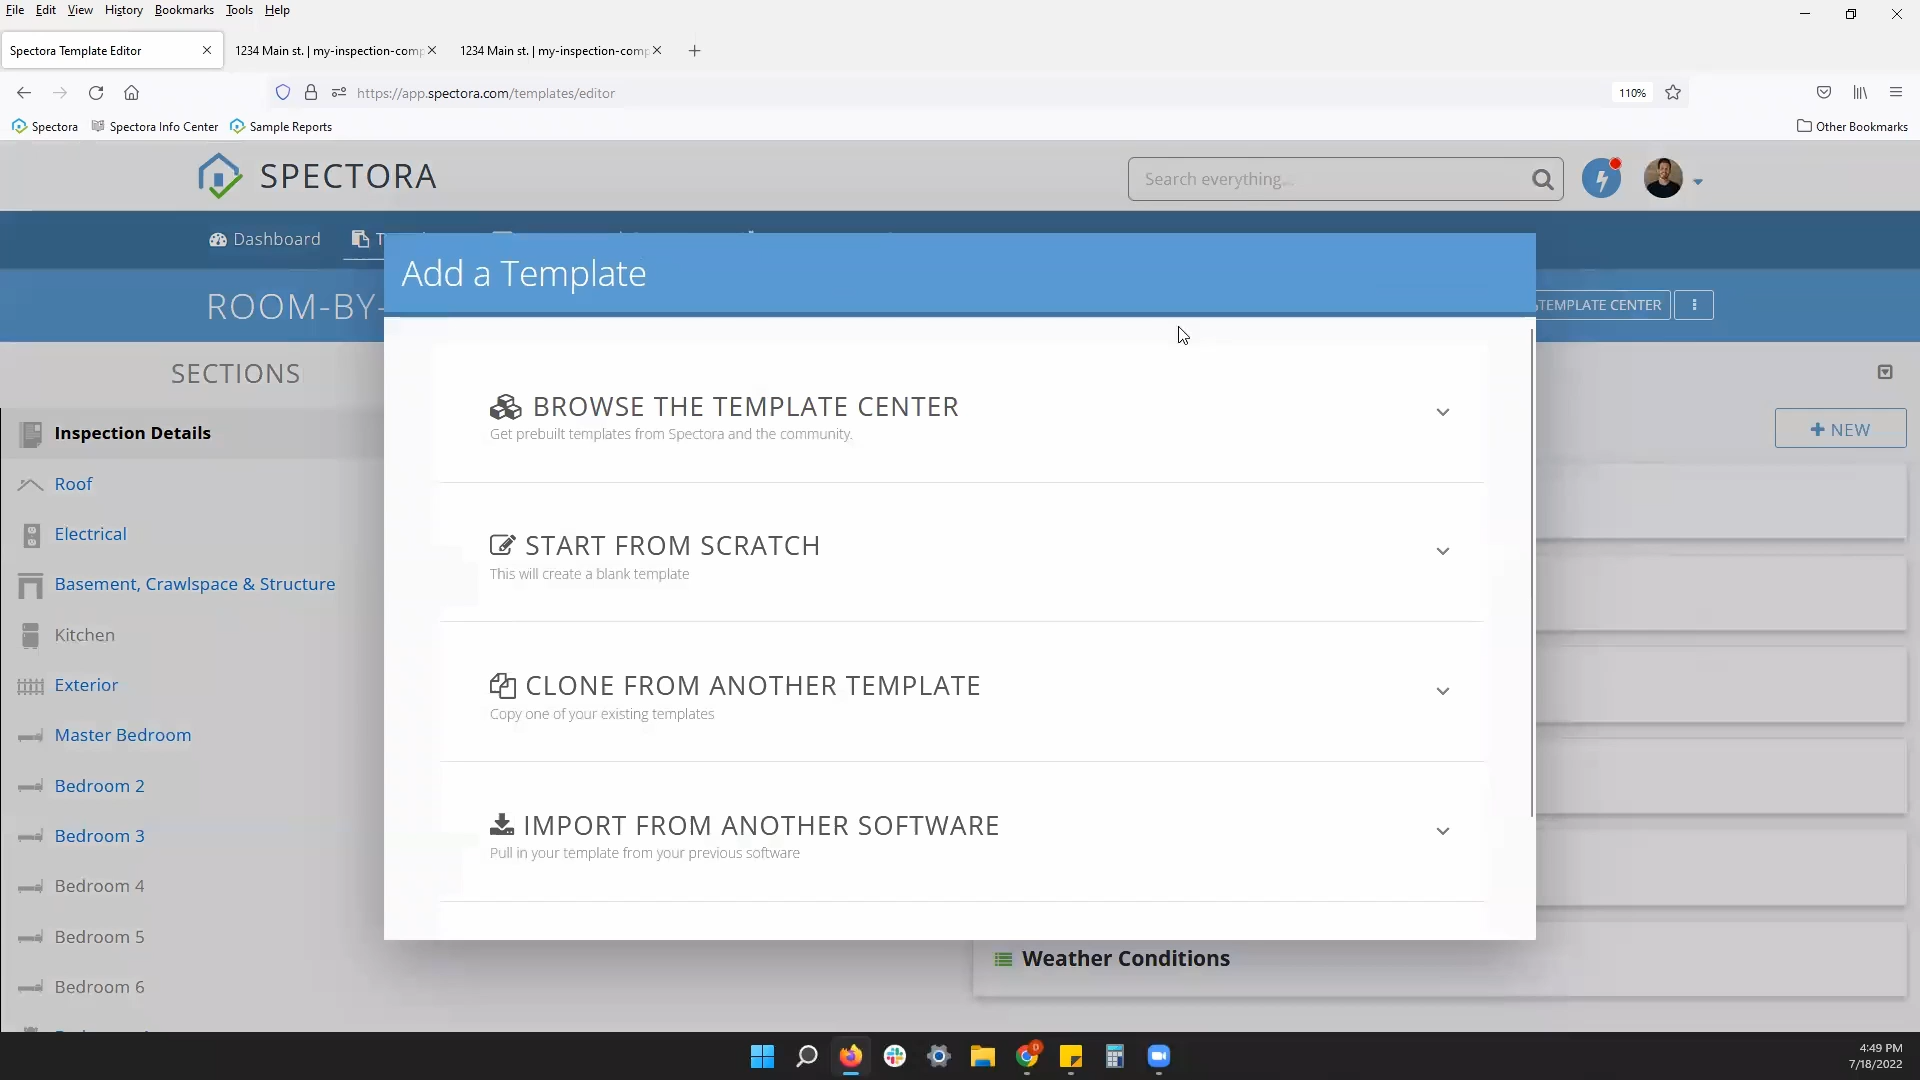 File Edit View History Bookmarks Tools Help
Spectora Template Editor
1234 Main st. | my-inspection-comp
1234 Main st. | my-inspection-comp
https://app.spectora.com/templates/editor
110%
Spectora
Spectora Info Center
Sample Reports
Other Bookmarks
SPECTORA
Search everything...
Dashboard
Add a Template
ROOM-BY-
TEMPLATE CENTER
SECTIONS
BROWSE THE TEMPLATE CENTER
Get prebuilt templates from Spectora and the community.
NEW
Inspection Details
Roof
Electrical
START FROM SCRATCH
This will create a blank template
Basement, Crawlspace & Structure
Kitchen
Exterior
CLONE FROM ANOTHER TEMPLATE
Copy one of your existing templates
Master Bedroom
Bedroom 2
Bedroom 3
IMPORT FROM ANOTHER SOFTWARE
Pull in your template from your previous software
Bedroom 4
Bedroom 5
Bedroom 6
Weather Conditions
4:49 PM
7/18/2022